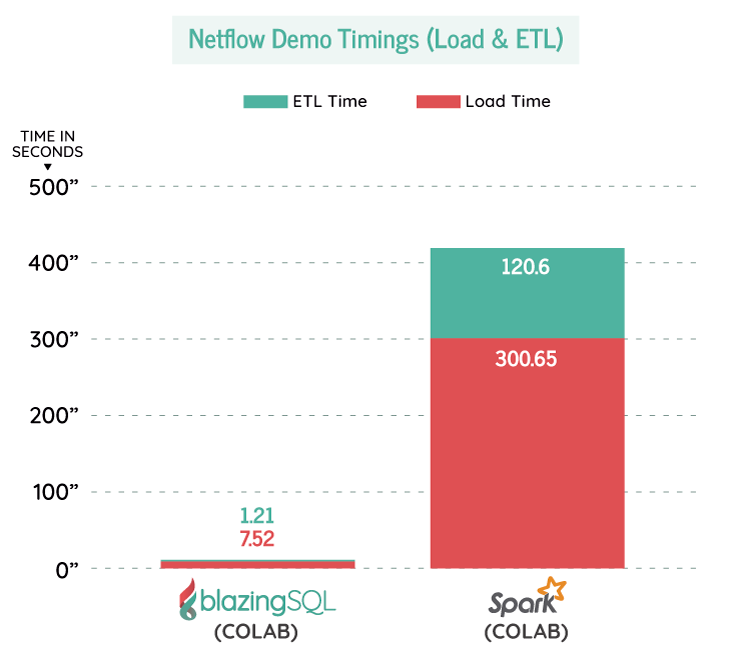 Netflow Demo Timings (Load & ETL)
ETL Time Load Time
TIME IN
SECONDS
500”
400”
120.6
300”
300.65
200”
100”
1.21
7.52
0”
blazingSQL Spark
(COLAB) (COLAB)